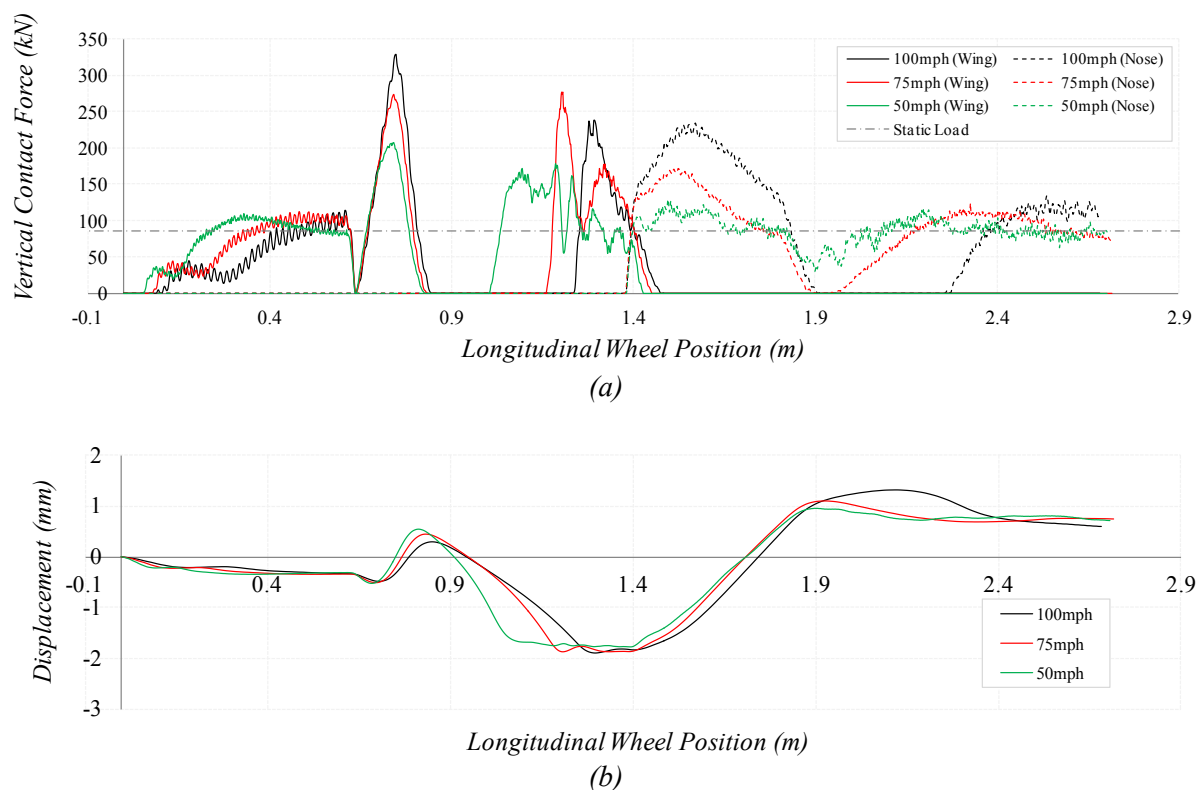 Vertical Contact Force (kN)
350
300
250
200
150
100
50
0
-0.1 0.4 0.9 1.4 1.9 2.4 2.9
100mph (Wing) 100mph (Nose)
75mph (Wing) 75mph (Nose)
50mph (Wing) 50mph (Nose)
Static Load
Longitudinal Wheel Position (m)
(a)
Displacement (mm)
2
1
0
-1
-2
-3
-0.1 0.4 0.9 1.4 1.9 2.4 2.9
100mph
75mph
50mph
Longitudinal Wheel Position (m)
(b)